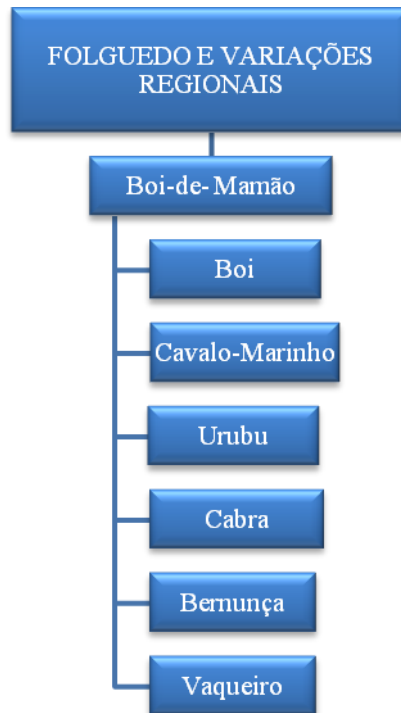 FOLGUEDO E VARIAÇÕES
REGIONAIS
Boi-de- Mamão
Boi
Cavalo-Marinho
Urubu
Cabra
Bernunça
Vaqueiro